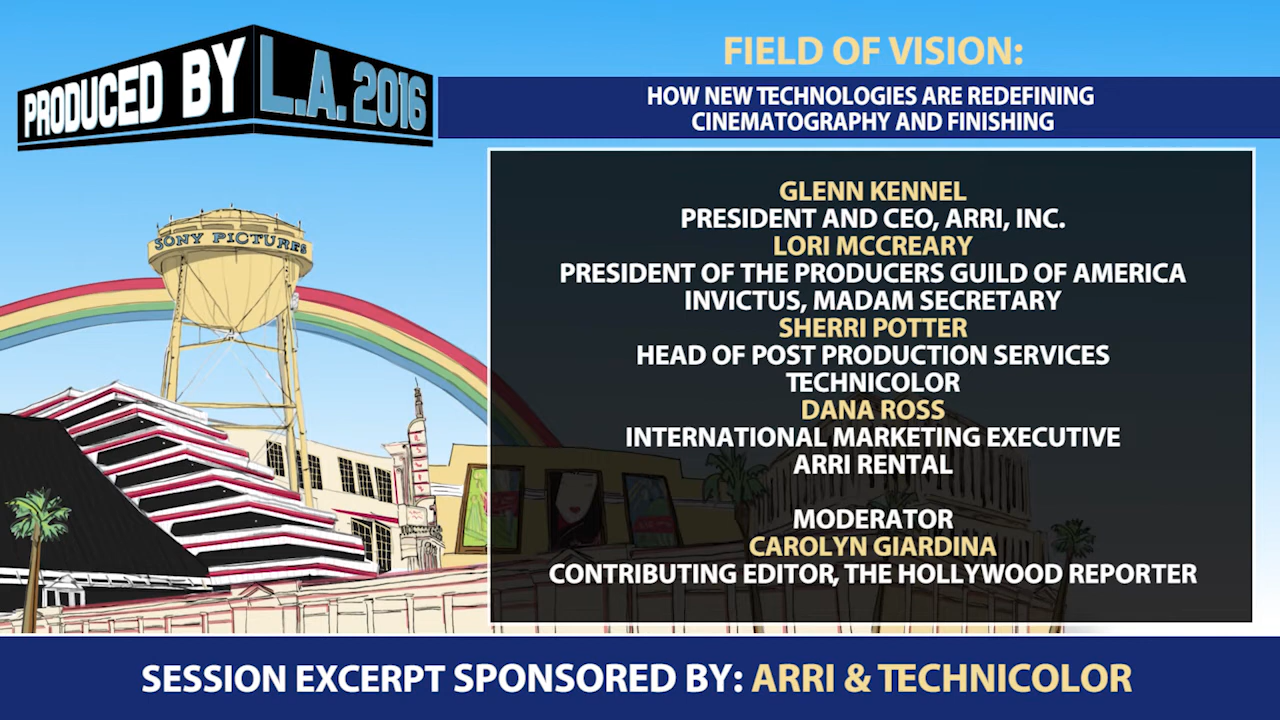 PRODUCED BY L.A. 2016
FIELD OF VISION:
HOW NEW TECHNOLOGIES ARE REDEFINING
CINEMATOGRAPHY AND FINISHING
SONY PICTURES
GLENN KENNEL
PRESIDENT AND CEO, ARRI, INC.
LORI MCCREARY
PRESIDENT OF THE PRODUCERS GUILD OF AMERICA
INVICTUS, MADAM SECRETARY
SHERRI POTTER
HEAD OF POST PRODUCTION SERVICES
TECHNICOLOR
DANA ROSS
INTERNATIONAL MARKETING EXECUTIVE
ARRI RENTAL
MODERATOR
CAROLYN GIARDINA
CONTRIBUTING EDITOR, THE HOLLYWOOD REPORTER
SESSION EXCERPT SPONSORED BY: ARRI & TECHNICOLOR